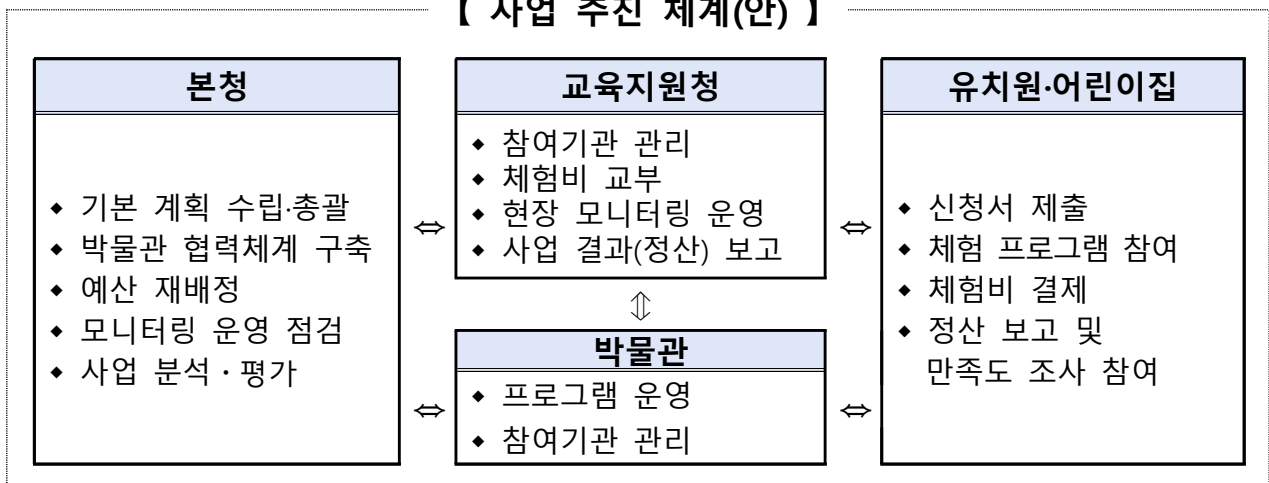 【 사업 추진 체계(안) 】
본청
◆ 기본 계획 수립·총괄
◆ 박물관 협력체계 구축
◆ 예산 재배정
◆ 모니터링 운영 점검
◆ 사업 분석·평가
⇔
⇔
교육지원청
◆ 참여기관 관리
◆ 체험비 교부
◆ 현장 모니터링 운영
◆ 사업 결과(정산) 보고
⇕
박물관
◆ 프로그램 운영
◆ 참여기관 관리
⇔
⇔
유치원·어린이집
◆ 신청서 제출
◆ 체험 프로그램 참여
◆ 체험비 결제
◆ 정산 보고 및
만족도 조사 참여